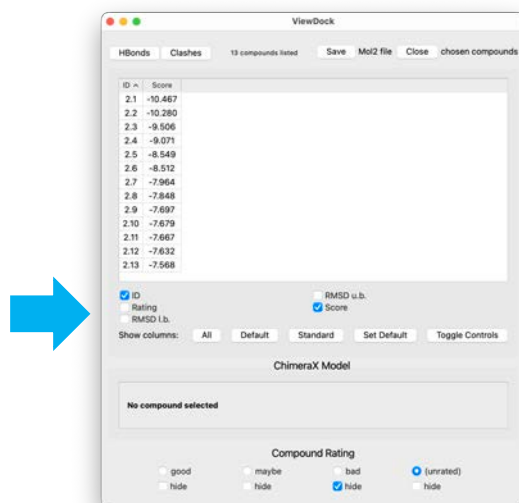 ViewDock
HBonds Clashes 13 compounds listed Save Mol2 file Close chosen compounds
ID Score
2.1 -10.467
2.2 -10.280
2.3 -9.506
2.4 -9.071
2.5 -8.549
2.6 -8.512
2.7 -7.964
2.8 -7.848
2.9 -7.697
2.10 -7.679
2.11 -7.667
2.12 -7.632
2.13 -7.568
ID RMSD u.b.
Rating Score
RMSD l.b.
Show columns: All Default Standard Set Default Toggle Controls
ChimeraX Model
No compound selected
Compound Rating
good maybe bad (unrated)
hide hide hide hide